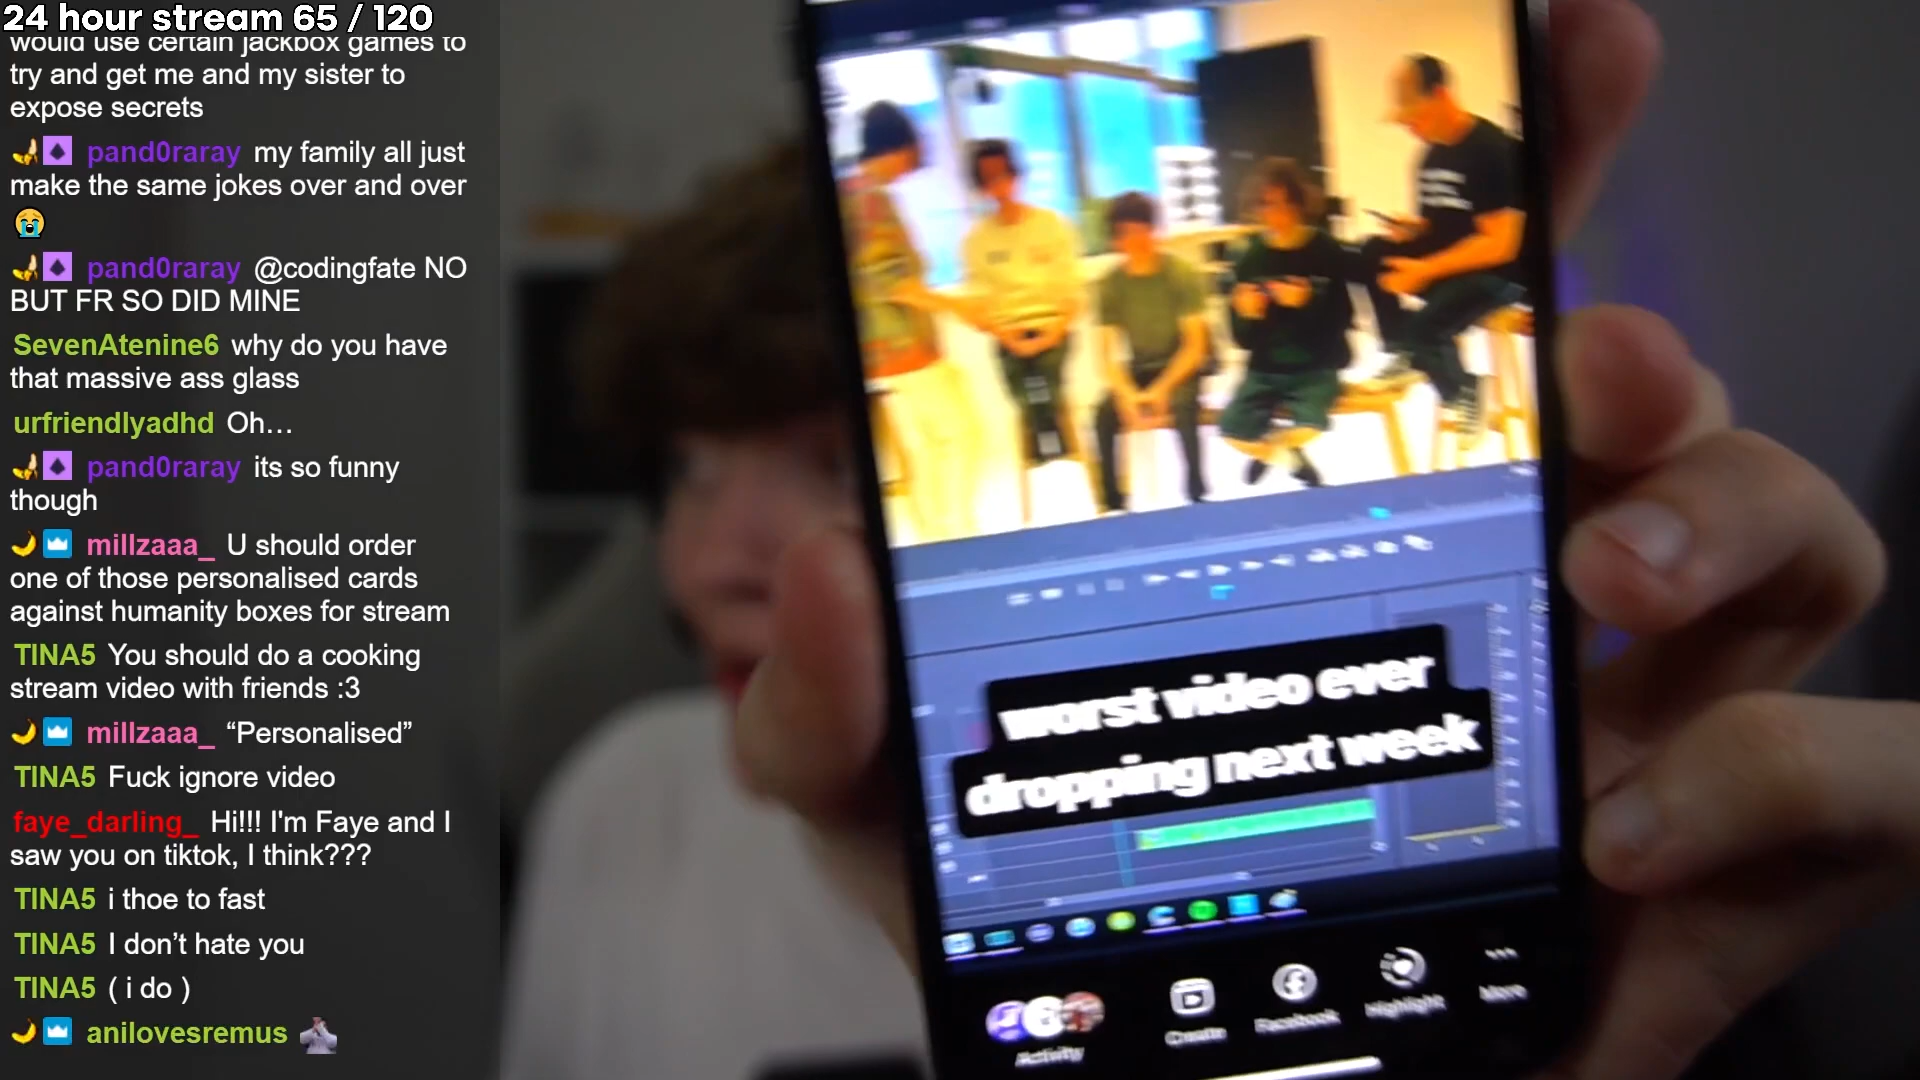 24 hour stream 65 / 120
would use certain jackbox games to
try and get me and my sister to
expose secrets
pand0raray my family all just
make the same jokes over and over
😭
pand0raray @codingfate NO
BUT FR SO DID MINE
SevenAtenine6 why do you have
that massive ass glass
urfriendlyadhd Oh…
pand0raray its so funny
though
millzaaa_ U should order
one of those personalised cards
against humanity boxes for stream
TINA5 You should do a cooking
stream video with friends :3
millzaaa_ “Personalised”
TINA5 Fuck ignore video
faye_darling_ Hi!!! I'm Faye and I
saw you on tiktok, I think???
TINA5 i thoe to fast
TINA5 I don’t hate you
TINA5 ( i do )
anilovesremus
worst video ever
dropping next week
Activity
Create
Facebook
Highlight
More